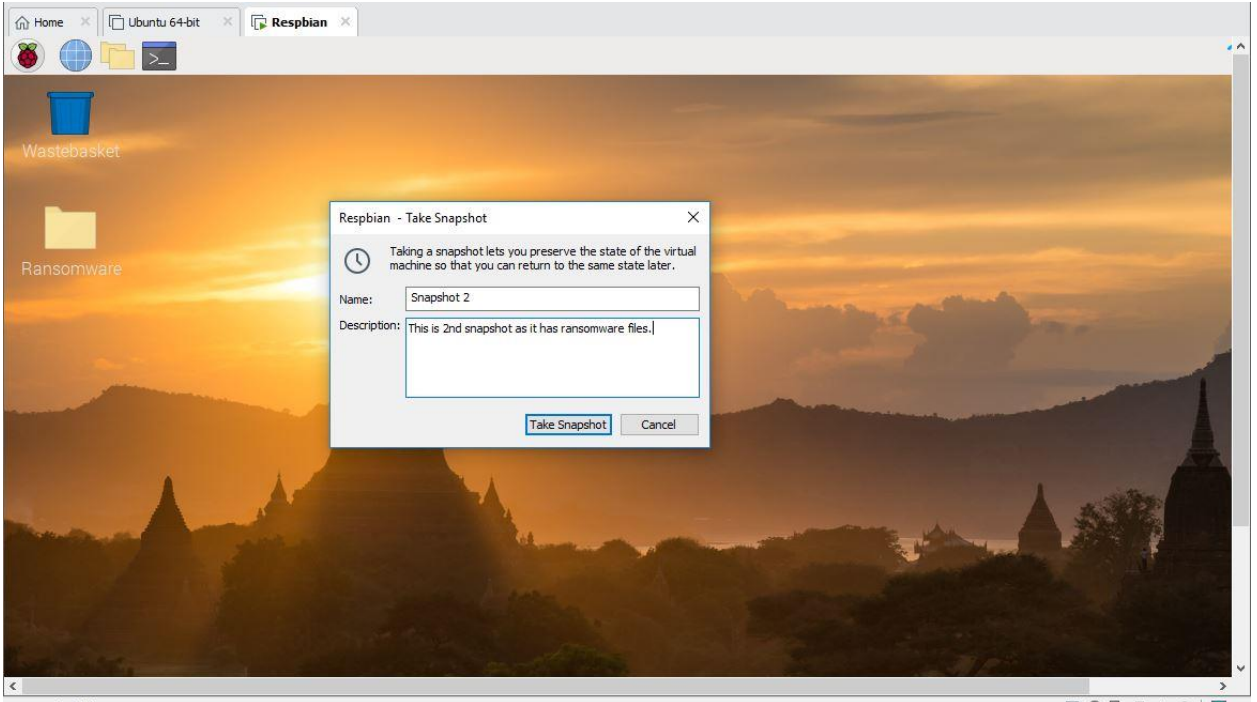 Home
Ubuntu 64-bit
Respbian
>_
Wastebasket
Ransomware
Respbian - Take Snapshot
Taking a snapshot lets you preserve the state of the virtual
machine so that you can return to the same state later.
Name: Snapshot 2
Description: This is 2nd snapshot as it has ransomware files.
Take Snapshot Cancel